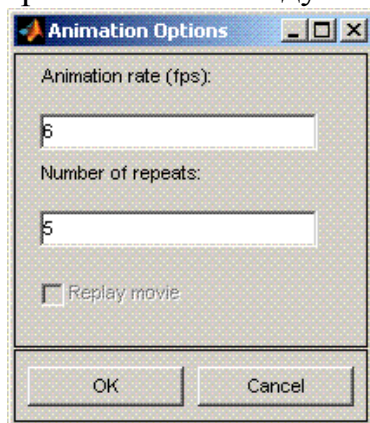 Animation Options
Animation rate (fps):
6
Number of repeats:
5
Replay movie
OK Cancel